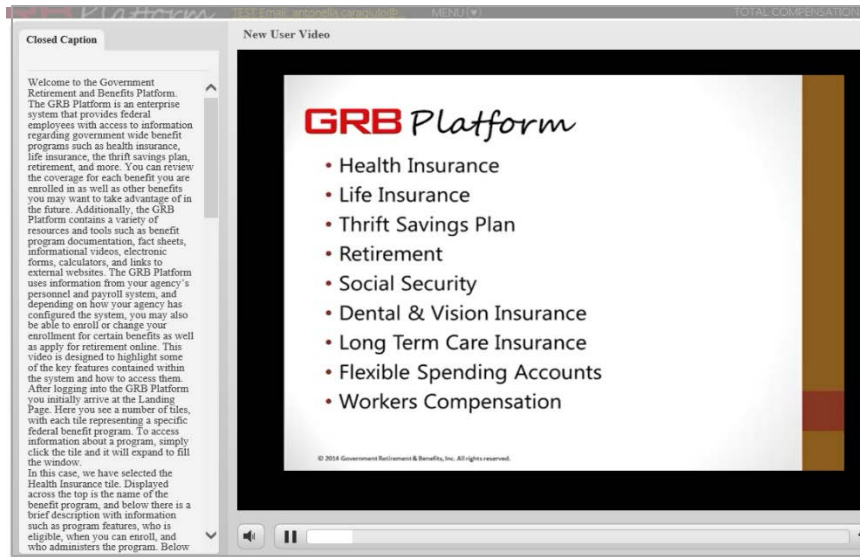 GRB Platform
TEST Email: antonella.caragiulo@... MENU (▾) TOTAL COMPENSATION
Closed Caption
Welcome to the Government
Retirement and Benefits Platform.
The GRB Platform is an enterprise
system that provides federal
employees with access to information
regarding government wide benefit
programs such as health insurance,
life insurance, the thrift savings plan,
retirement, and more. You can review
the coverage for each benefit you are
enrolled in as well as other benefits
you may want to take advantage of in
the future. Additionally, the GRB
Platform contains a variety of
resources and tools such as benefit
program documentation, fact sheets,
informational videos, electronic
forms, calculators, and links to
external websites. The GRB Platform
uses information from your agency's
personnel and payroll system, and
depending on how your agency has
configured the system, you may also
be able to enroll or change your
enrollment for certain benefits as well
as apply for retirement online. This
video is designed to highlight some
of the key features contained within
the system and how to access them.
After logging into the GRB Platform
you initially arrive at the Landing
Page. Here you see a number of tiles,
with each tile representing a specific
federal benefit program. To access
information about a program, simply
click the tile and it will expand to fill
the window.
In this case, we have selected the
Health Insurance tile. Displayed
across the top is the name of the
benefit program, and below there is a
brief description with information
such as program features, who is
eligible, when you can enroll, and
who administers the program. Below
New User Video
GRB Platform
• Health Insurance
• Life Insurance
• Thrift Savings Plan
• Retirement
• Social Security
• Dental & Vision Insurance
• Long Term Care Insurance
• Flexible Spending Accounts
• Workers Compensation
© 2014 Government Retirement & Benefits, Inc. All rights reserved.